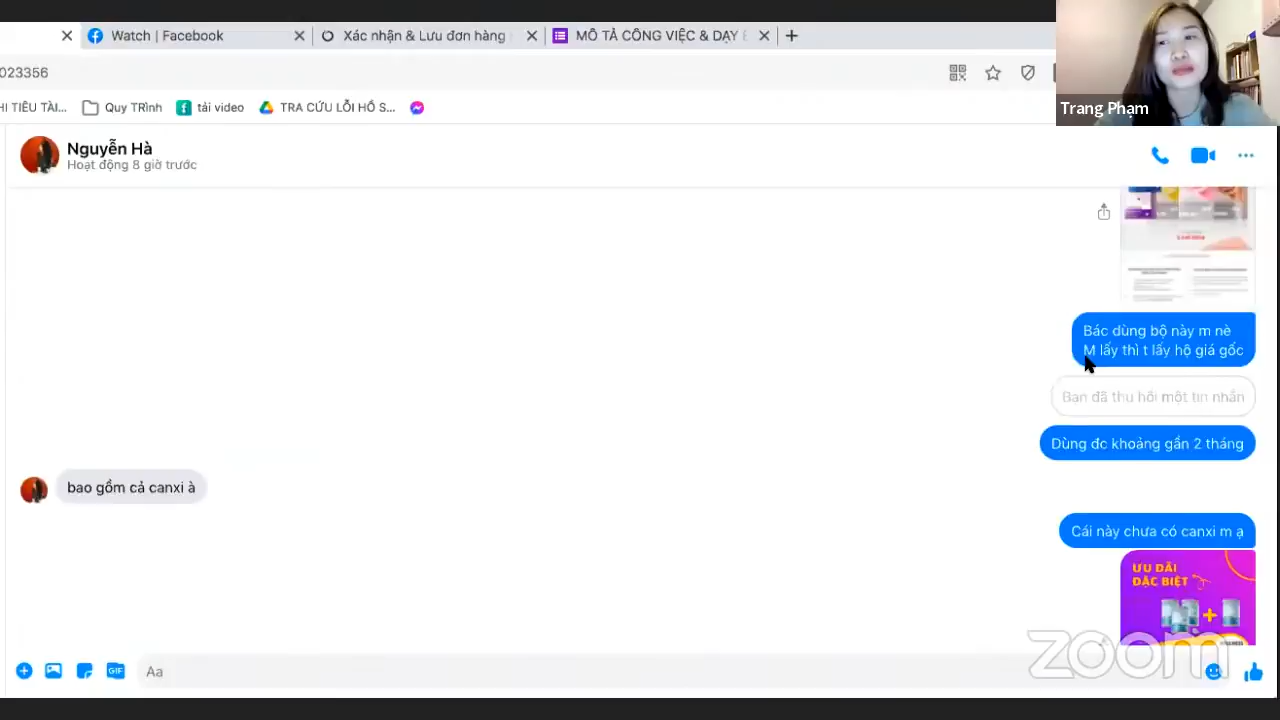 Watch | Facebook
Xác nhận & Lưu đơn hàng
MÔ TẢ CÔNG VIỆC & DẠY
023356
HI TIÊU TÀI...
Quy TRình
tải video
TRA CỨU LỖI HỒ S...
Trang Phạm
Nguyễn Hà
Hoạt động 8 giờ trước
Bác dùng bộ này m nè
M lấy thì t lấy hộ giá gốc
Bạn đã thu hồi một tin nhắn
Dùng đc khoảng gần 2 tháng
bao gồm cả canxi à
Cái này chưa có canxi m ạ
ƯU ĐÃI
ĐẶC BIỆT
GIF
Aa
zoom